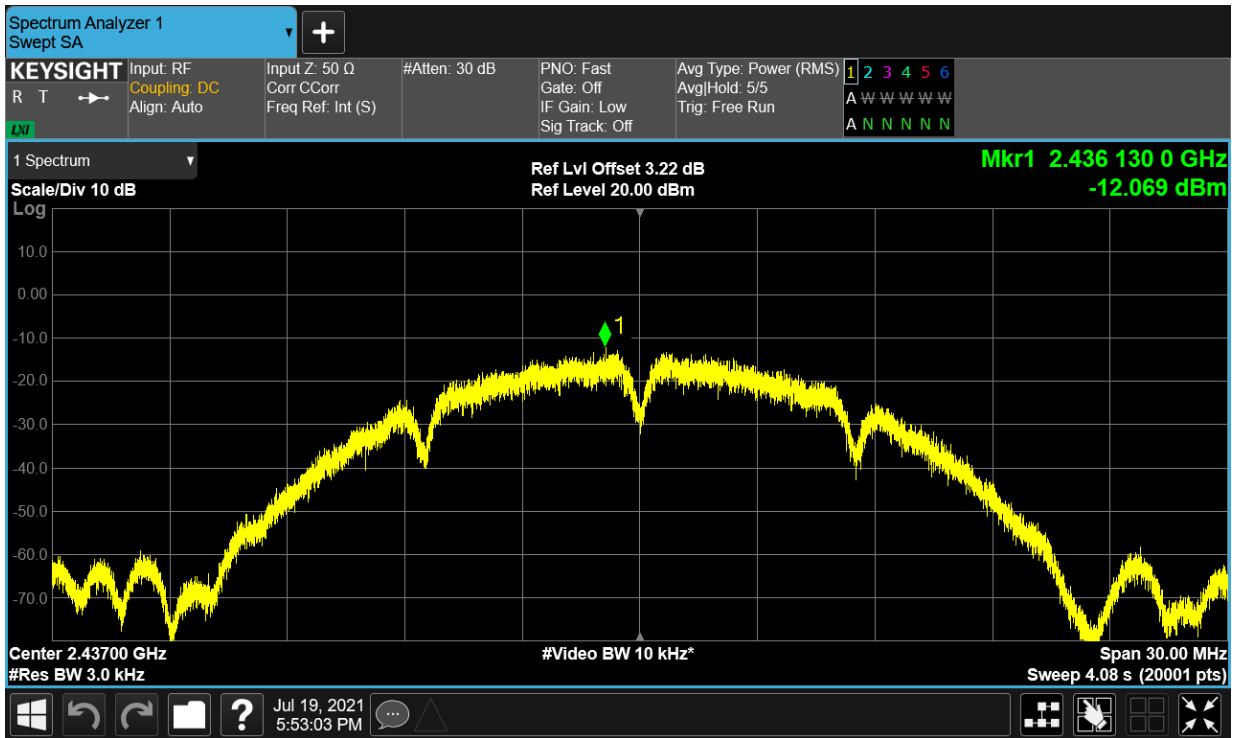 Spectrum Analyzer 1
Swept SA
KEYSIGHT
R T
LXI
Input: RF
Coupling: DC
Align: Auto
Input Z: 50 Ω
Corr CCorr
Freq Ref: Int (S)
#Atten: 30 dB
PNO: Fast
Gate: Off
IF Gain: Low
Sig Track: Off
Avg Type: Power (RMS)
Avg|Hold: 5/5
Trig: Free Run
1 2 3 4 5 6
A W W W W W
A N N N N N
1 Spectrum
Scale/Div 10 dB
Log
Ref Lvl Offset 3.22 dB
Ref Level 20.00 dBm
Mkr1 2.436 130 0 GHz
-12.069 dBm
10.0
0.00
-10.0
-20.0
-30.0
-40.0
-50.0
-60.0
-70.0
1
Center 2.43700 GHz
#Res BW 3.0 kHz
#Video BW 10 kHz*
Span 30.00 MHz
Sweep 4.08 s (20001 pts)
?
Jul 19, 2021
5:53:03 PM